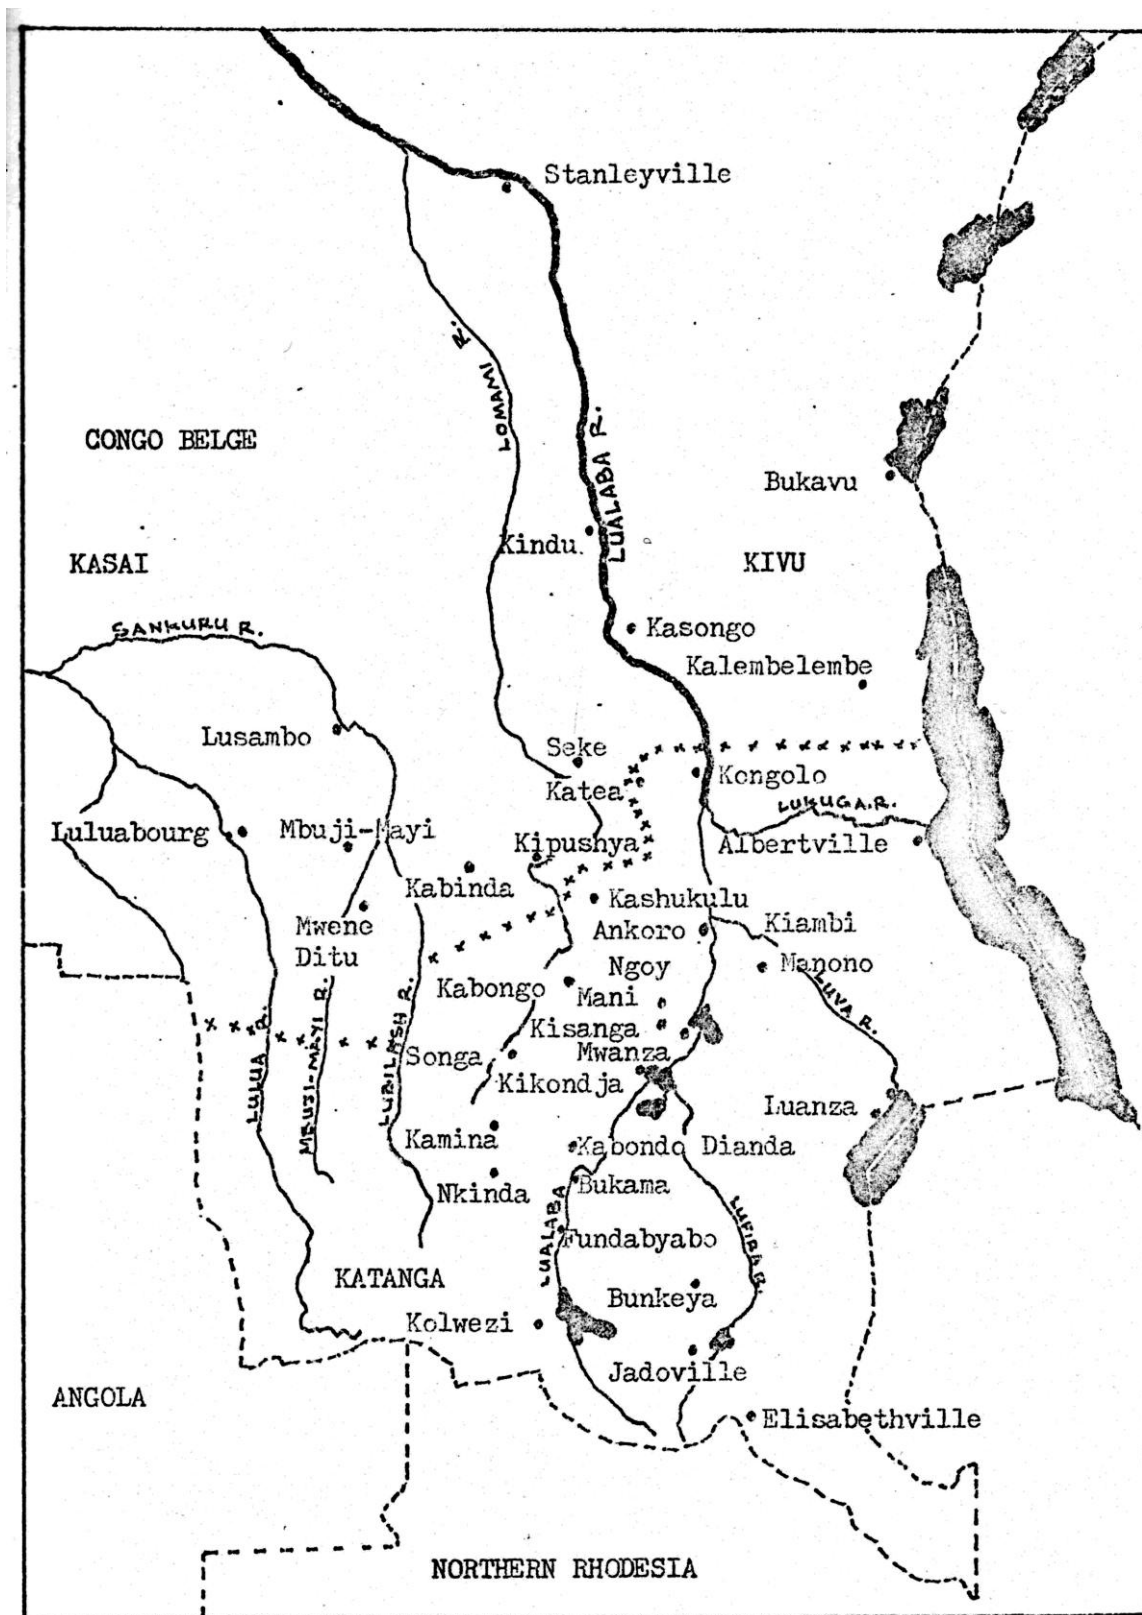 Stanleyville
LOMAMI R.
LUALABA R.
CONGO BELGE
Bukavu
Kindu.
KASAI
KIVU
SANKURU R.
Kasongo
Kalembelembe
Lusambo
Seke
Kongolo
Katea
LUKUGA.R.
Luluabourg
Mbuji-Mayi
Kipushya
Albertville
Kabinda
Kashukulu
Mwene
Ditu
Ankoro
Kiambi
Ngoy
Mani
Manono
Kabongo
LUVA R.
Kisanga
LULUA R.
MBUJI-MAYI R.
LUBILASH R.
Songa
Mwanza
Kikondja
Luanza
Kamina
Kabondo Dianda
Nkinda
Bukama
LUALABA
LUFIRA R.
Fundabyabo
KATANGA
Bunkeya
Kolwezi
Jadoville
ANGOLA
Elisabethville
NORTHERN RHODESIA